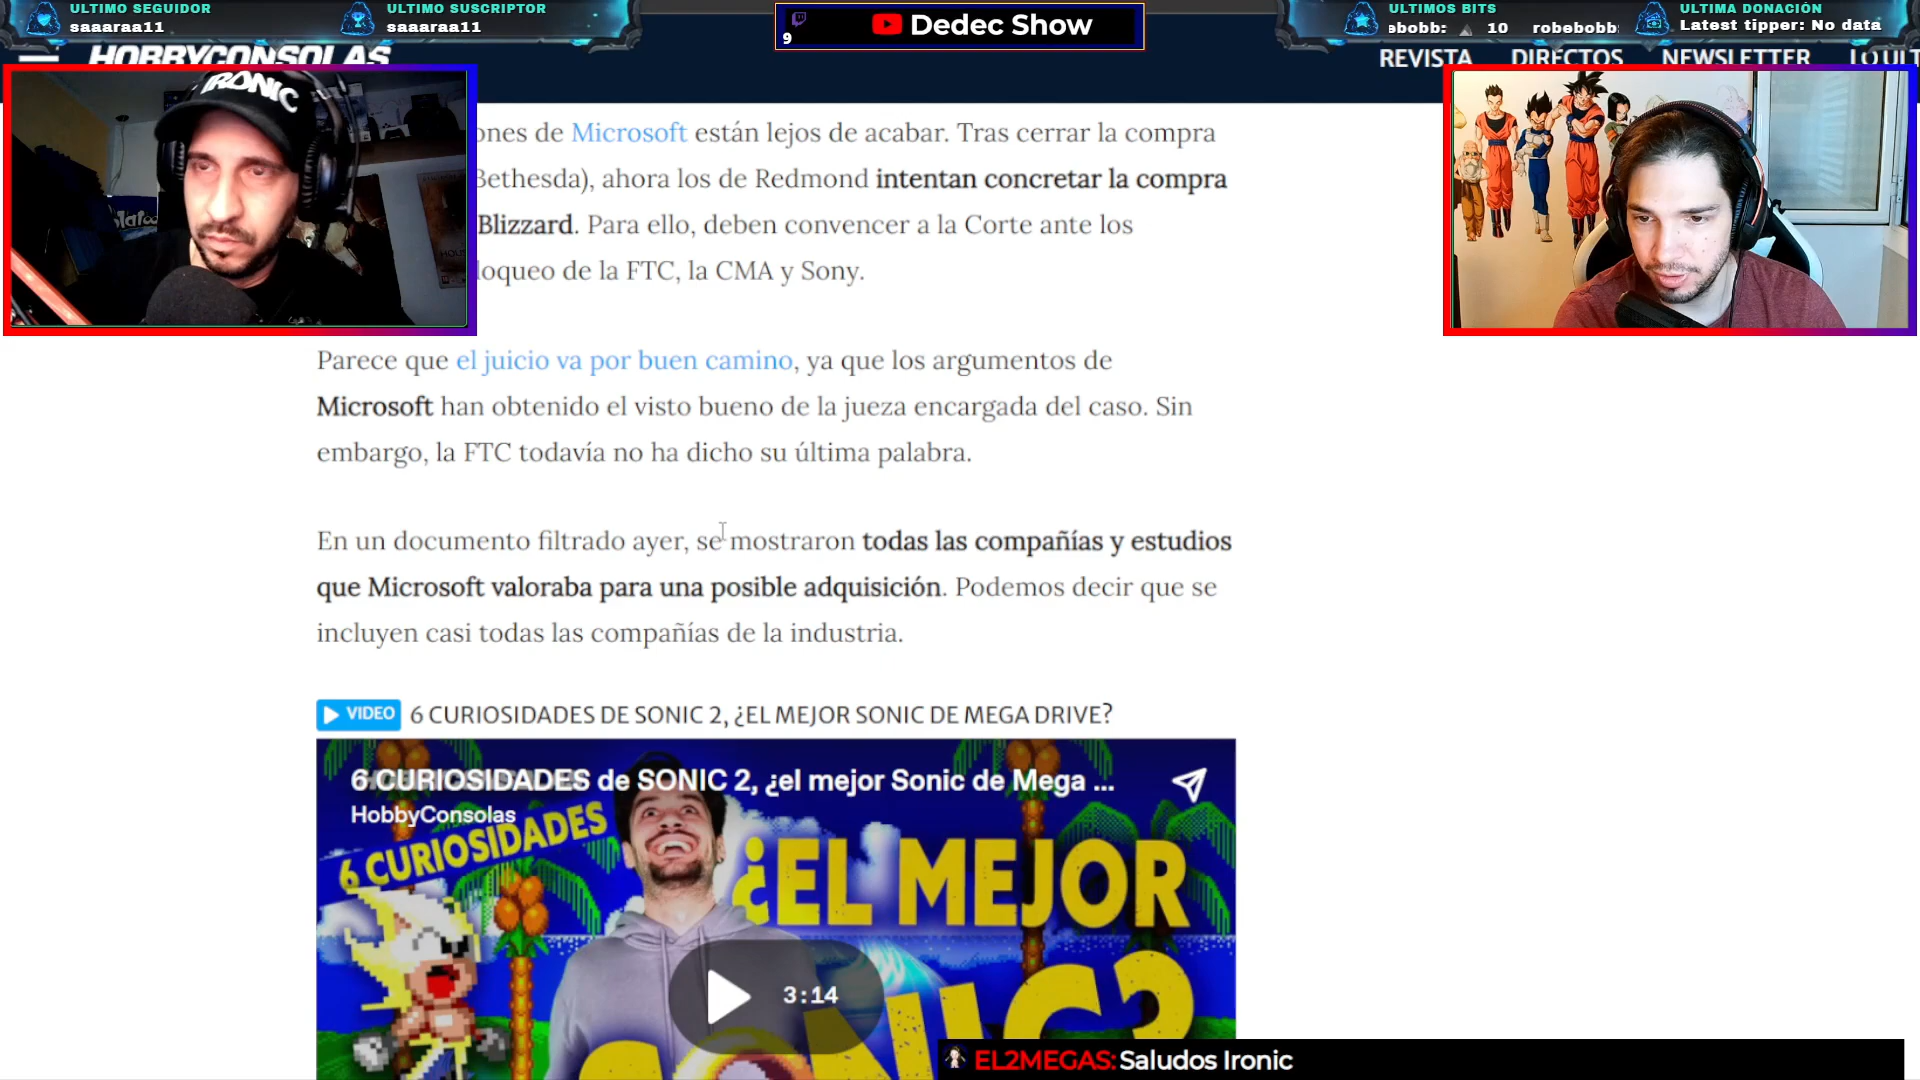 ULTIMO SEGUIDOR
saaaraa11
ULTIMO SUSCRIPTOR
saaaraa11
9
Dedec Show
ULTIMOS BITS
10 robebobb
ULTIMA DONACIÓN
Latest tipper: No data
HOBBYCONSOLAS
REVISTA DIRECTOS NEWSLETTER
IRONIC
ones de Microsoft están lejos de acabar. Tras cerrar la compra
Bethesda), ahora los de Redmond intentan concretar la compra
Blizzard. Para ello, deben convencer a la Corte ante los
loqueo de la FTC, la CMA y Sony.
Parece que el juicio va por buen camino, ya que los argumentos de
Microsoft han obtenido el visto bueno de la jueza encargada del caso. Sin
embargo, la FTC todavía no ha dicho su última palabra.
En un documento filtrado ayer, se mostraron todas las compañías y estudios
que Microsoft valoraba para una posible adquisición. Podemos decir que se
incluyen casi todas las compañías de la industria.
VIDEO 6 CURIOSIDADES DE SONIC 2, ¿EL MEJOR SONIC DE MEGA DRIVE?
6 CURIOSIDADES de SONIC 2, ¿el mejor Sonic de Mega ...
HobbyConsolas
6 CURIOSIDADES
¿EL MEJOR
SONIC?
3:14
EL2MEGAS: Saludos Ironic